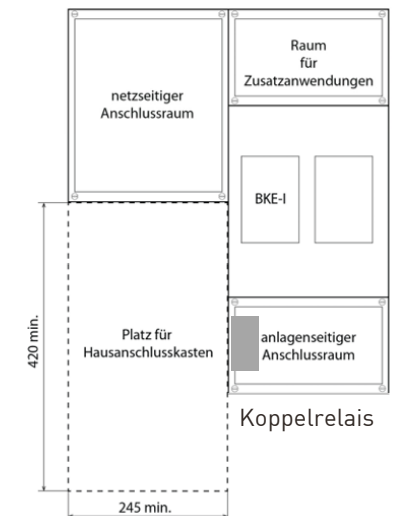 netzseitiger
Anschlussraum
Raum
für
Zusatzanwendungen
BKE-I
420 min.
Platz für
Hausanschlusskasten
anlagenseitiger
Anschlussraum
Koppelrelais
245 min.